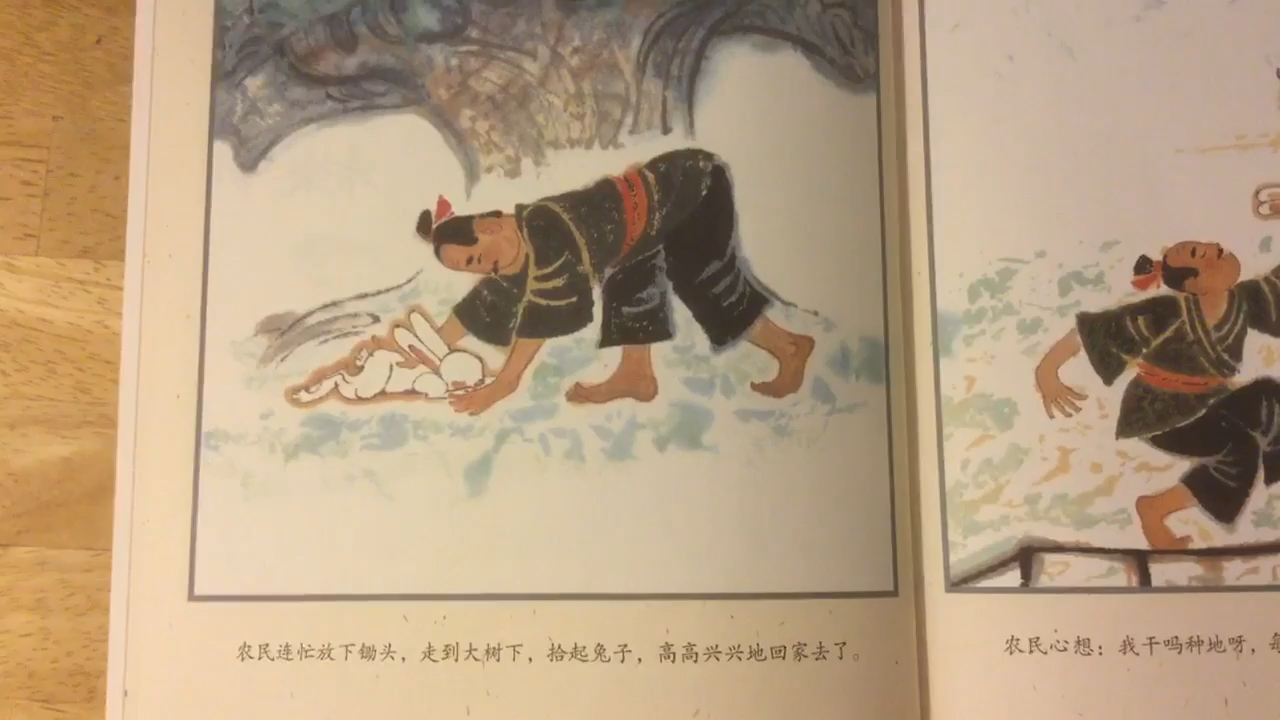 农民连忙放下锄头，走到大树下，拾起兔子，高高兴兴地回家去了。
农民心想：我干吗种地呀，每